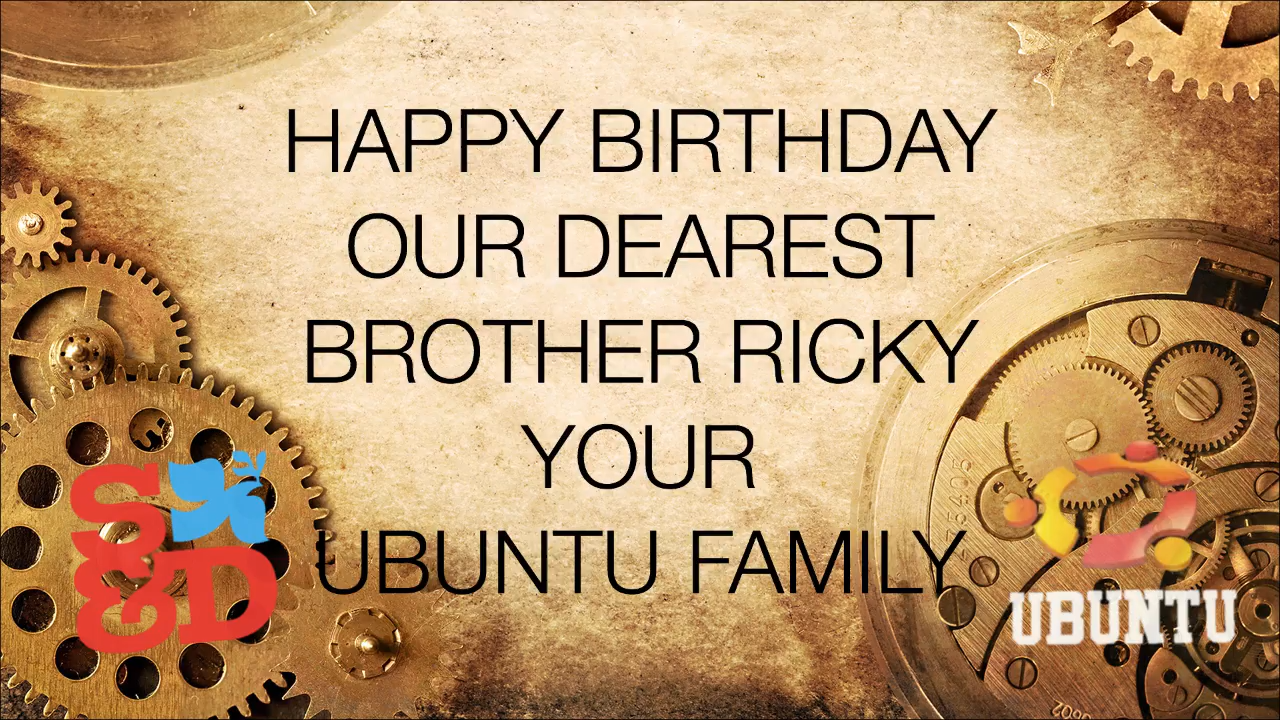 HAPPY BIRTHDAY
OUR DEAREST
BROTHER RICKY
YOUR
UBUNTU FAMILY
S
&D
UBUNTU